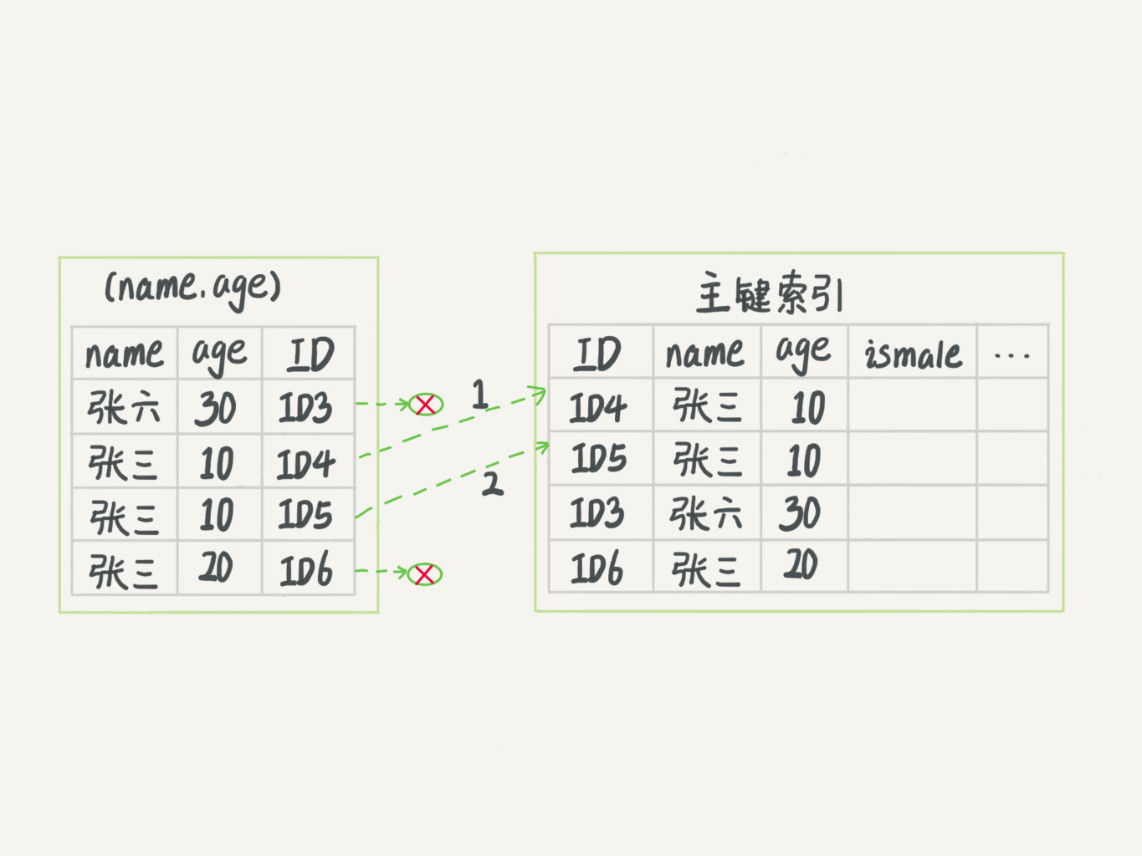 (name.age)
name age ID
张六 30 ID3
张三 10 ID4
张三 10 ID5
张三 20 ID6
1
2
主键索引
ID name age ismale ...
ID4 张三 10
ID5 张三 10
ID3 张六 30
ID6 张三 20